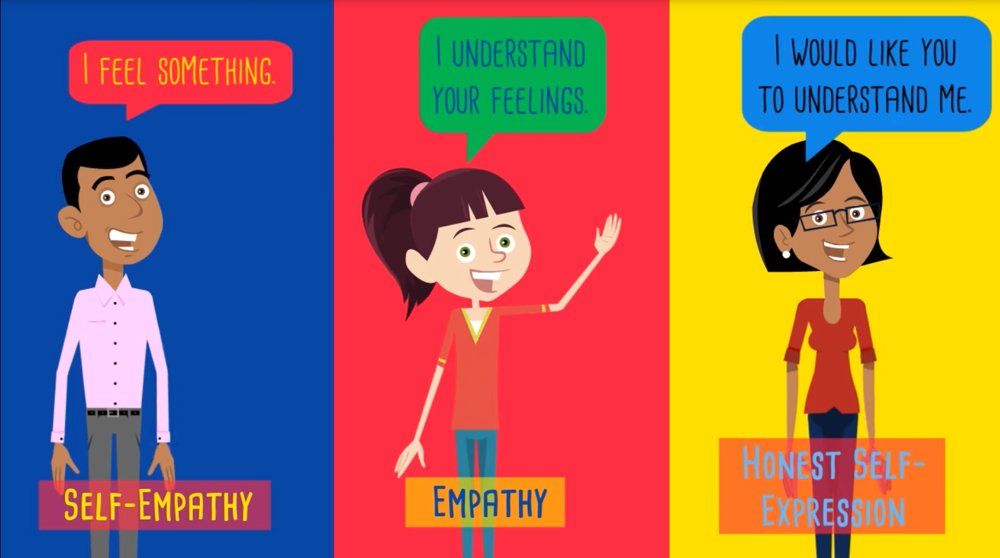 I FEEL SOMETHING.
SELF-EMPATHY
I UNDERSTAND
YOUR FEELINGS.
EMPATHY
I WOULD LIKE YOU
TO UNDERSTAND ME.
HONEST SELF-
EXPRESSION